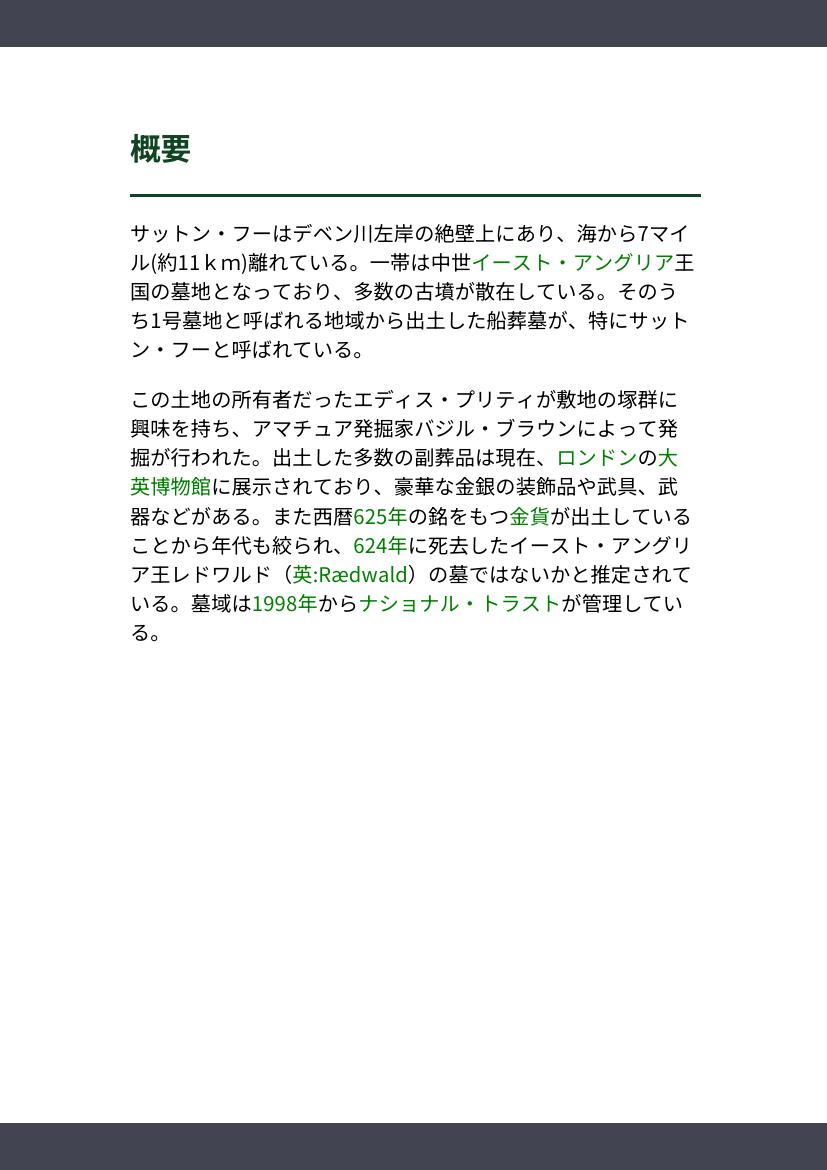 概要
サットン・フーはデベン川左岸の絶壁上にあり、海から7マイ
ル(約11ｋｍ)離れている。一帯は中世イースト・アングリア王
国の墓地となっており、多数の古墳が散在している。そのう
ち1号墓地と呼ばれる地域から出土した船葬墓が、特にサット
ン・フーと呼ばれている。
この土地の所有者だったエディス・プリティが敷地の塚群に
興味を持ち、アマチュア発掘家バジル・ブラウンによって発
掘が行われた。出土した多数の副葬品は現在、ロンドンの大
英博物館に展示されており、豪華な金銀の装飾品や武具、武
器などがある。また西暦625年の銘をもつ金貨が出土している
ことから年代も絞られ、624年に死去したイースト・アングリ
ア王レドワルド（英:Rædwald）の墓ではないかと推定されて
いる。墓域は1998年からナショナル・トラストが管理してい
る。